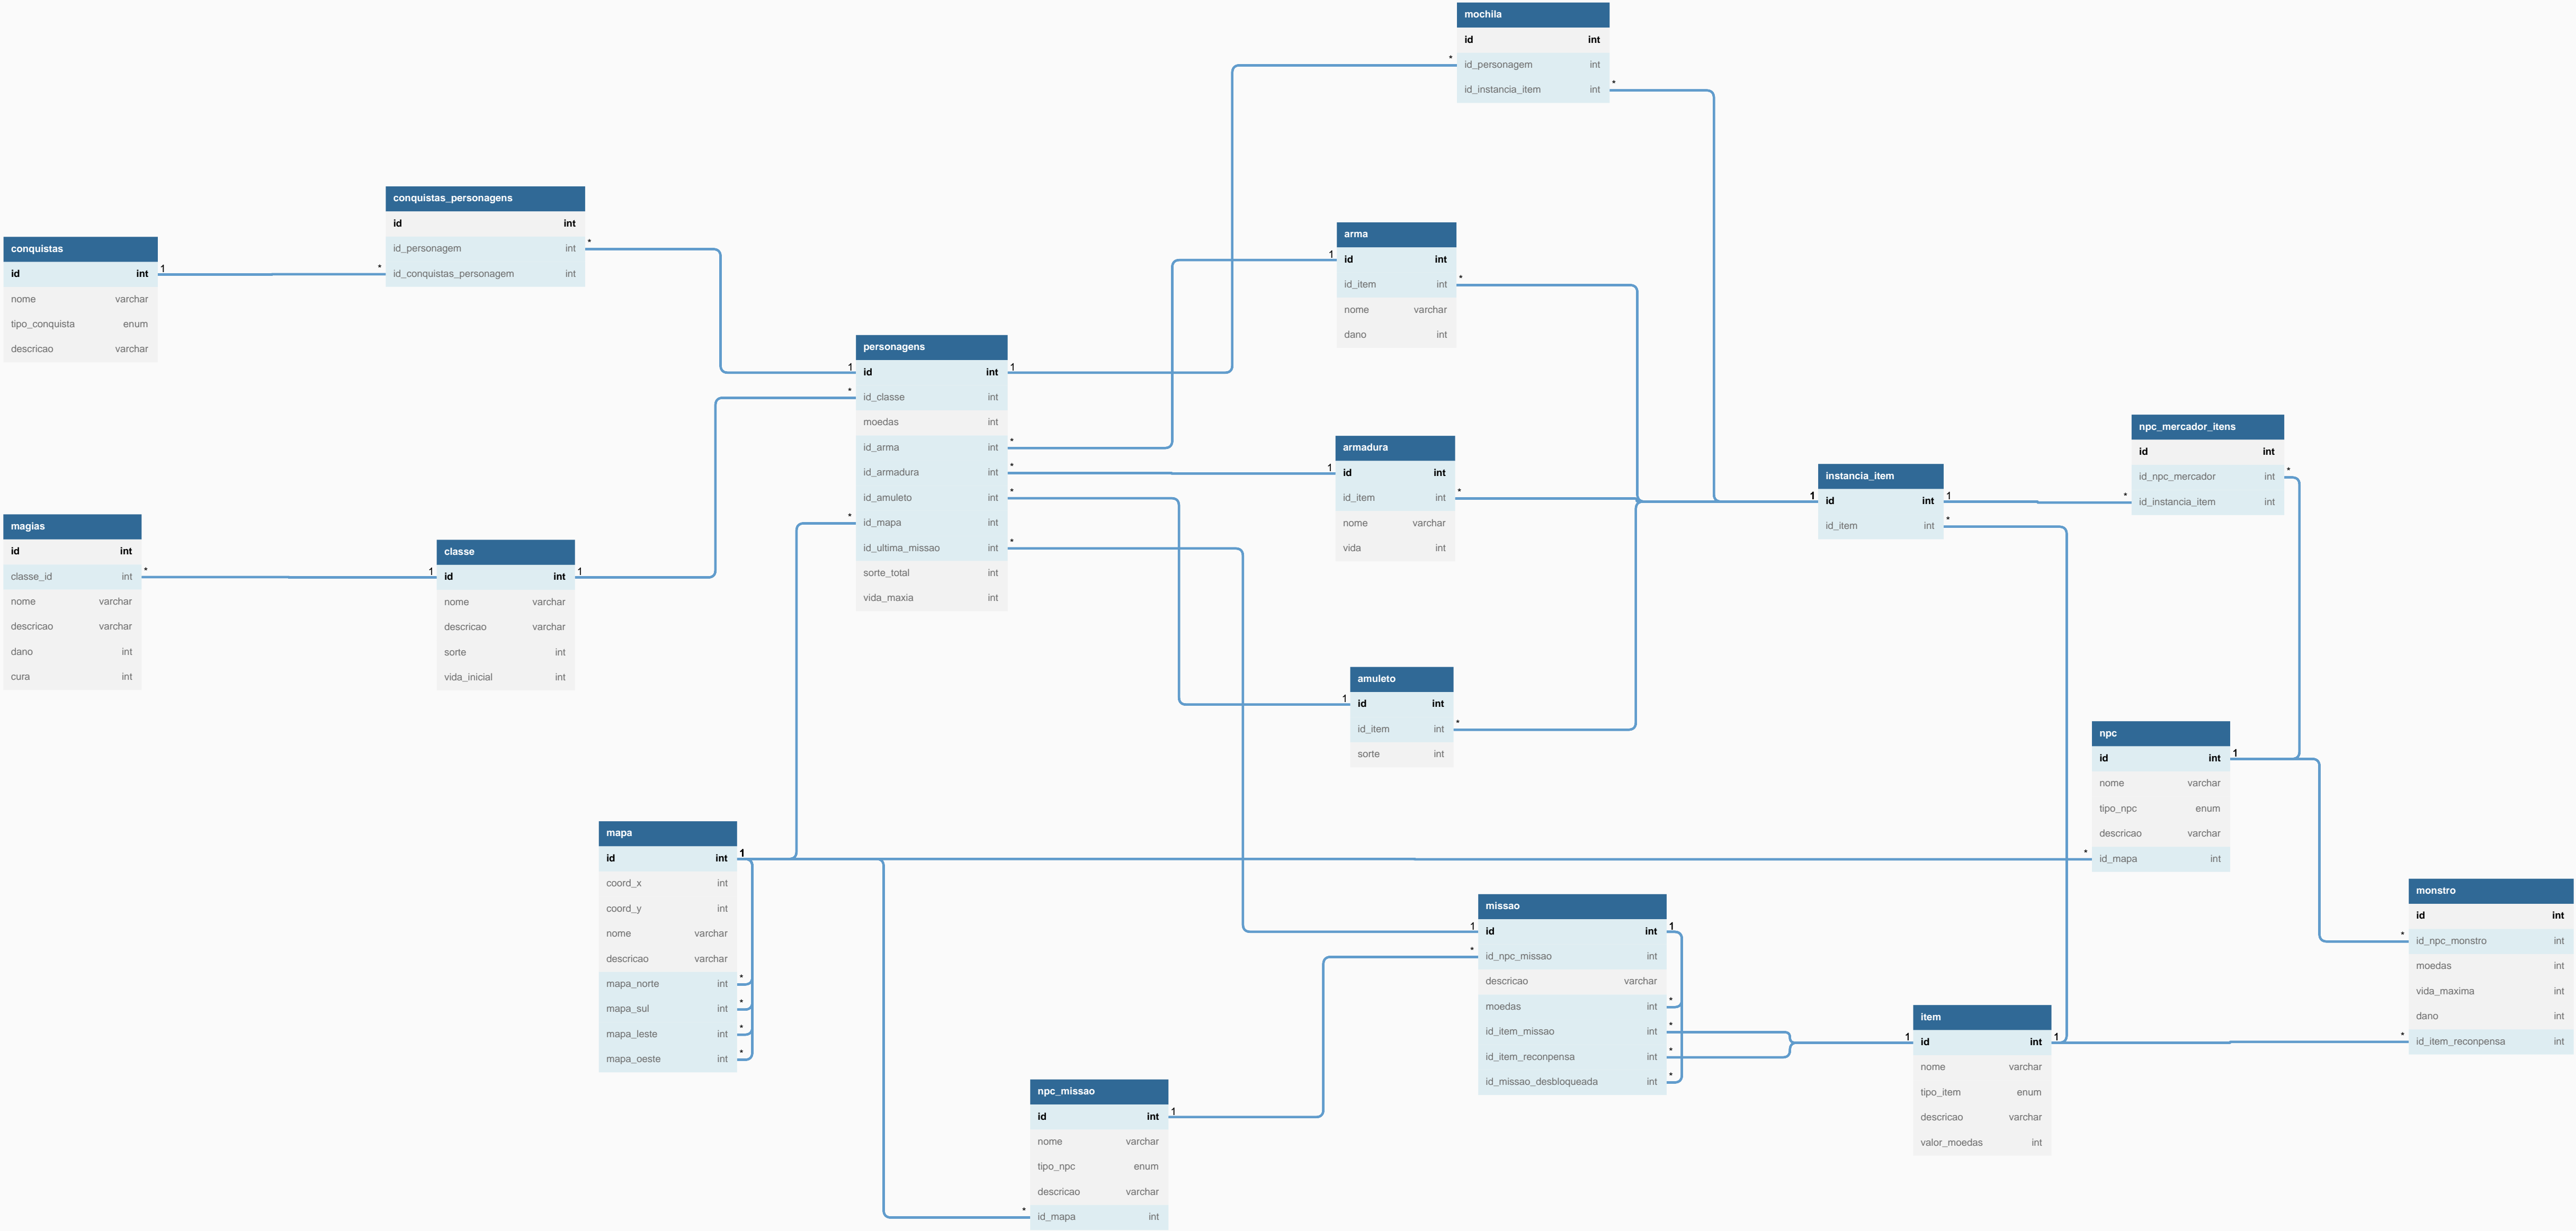 mochila
id int
id_personagem int
id_instancia_item int
conquistas_personagens
id int
id_personagem int
id_conquistas_personagem int
conquistas
id int
nome varchar
tipo_conquista enum
descricao varchar
arma
id int
id_item int
nome varchar
dano int
personagens
id int
id_classe int
moedas int
id_arma int
id_armadura int
id_amuleto int
id_mapa int
id_ultima_missao int
sorte_total int
vida_maxia int
armadura
id int
id_item int
nome varchar
vida int
instancia_item
id int
id_item int
npc_mercador_itens
id int
id_npc_mercador int
id_instancia_item int
magias
id int
classe_id int
nome varchar
descricao varchar
dano int
cura int
classe
id int
nome varchar
descricao varchar
sorte int
vida_inicial int
amuleto
id int
id_item int
sorte int
npc
id int
nome varchar
tipo_npc enum
descricao varchar
id_mapa int
mapa
id int
coord_x int
coord_y int
nome varchar
descricao varchar
mapa_norte int
mapa_sul int
mapa_leste int
mapa_oeste int
missao
id int
id_npc_missao int
descricao varchar
moedas int
id_item_missao int
id_item_reconpensa int
id_missao_desbloqueada int
monstro
id int
id_npc_monstro int
moedas int
vida_maxima int
dano int
id_item_reconpensa int
item
id int
nome varchar
tipo_item enum
descricao varchar
valor_moedas int
npc_missao
id int
nome varchar
tipo_npc enum
descricao varchar
id_mapa int